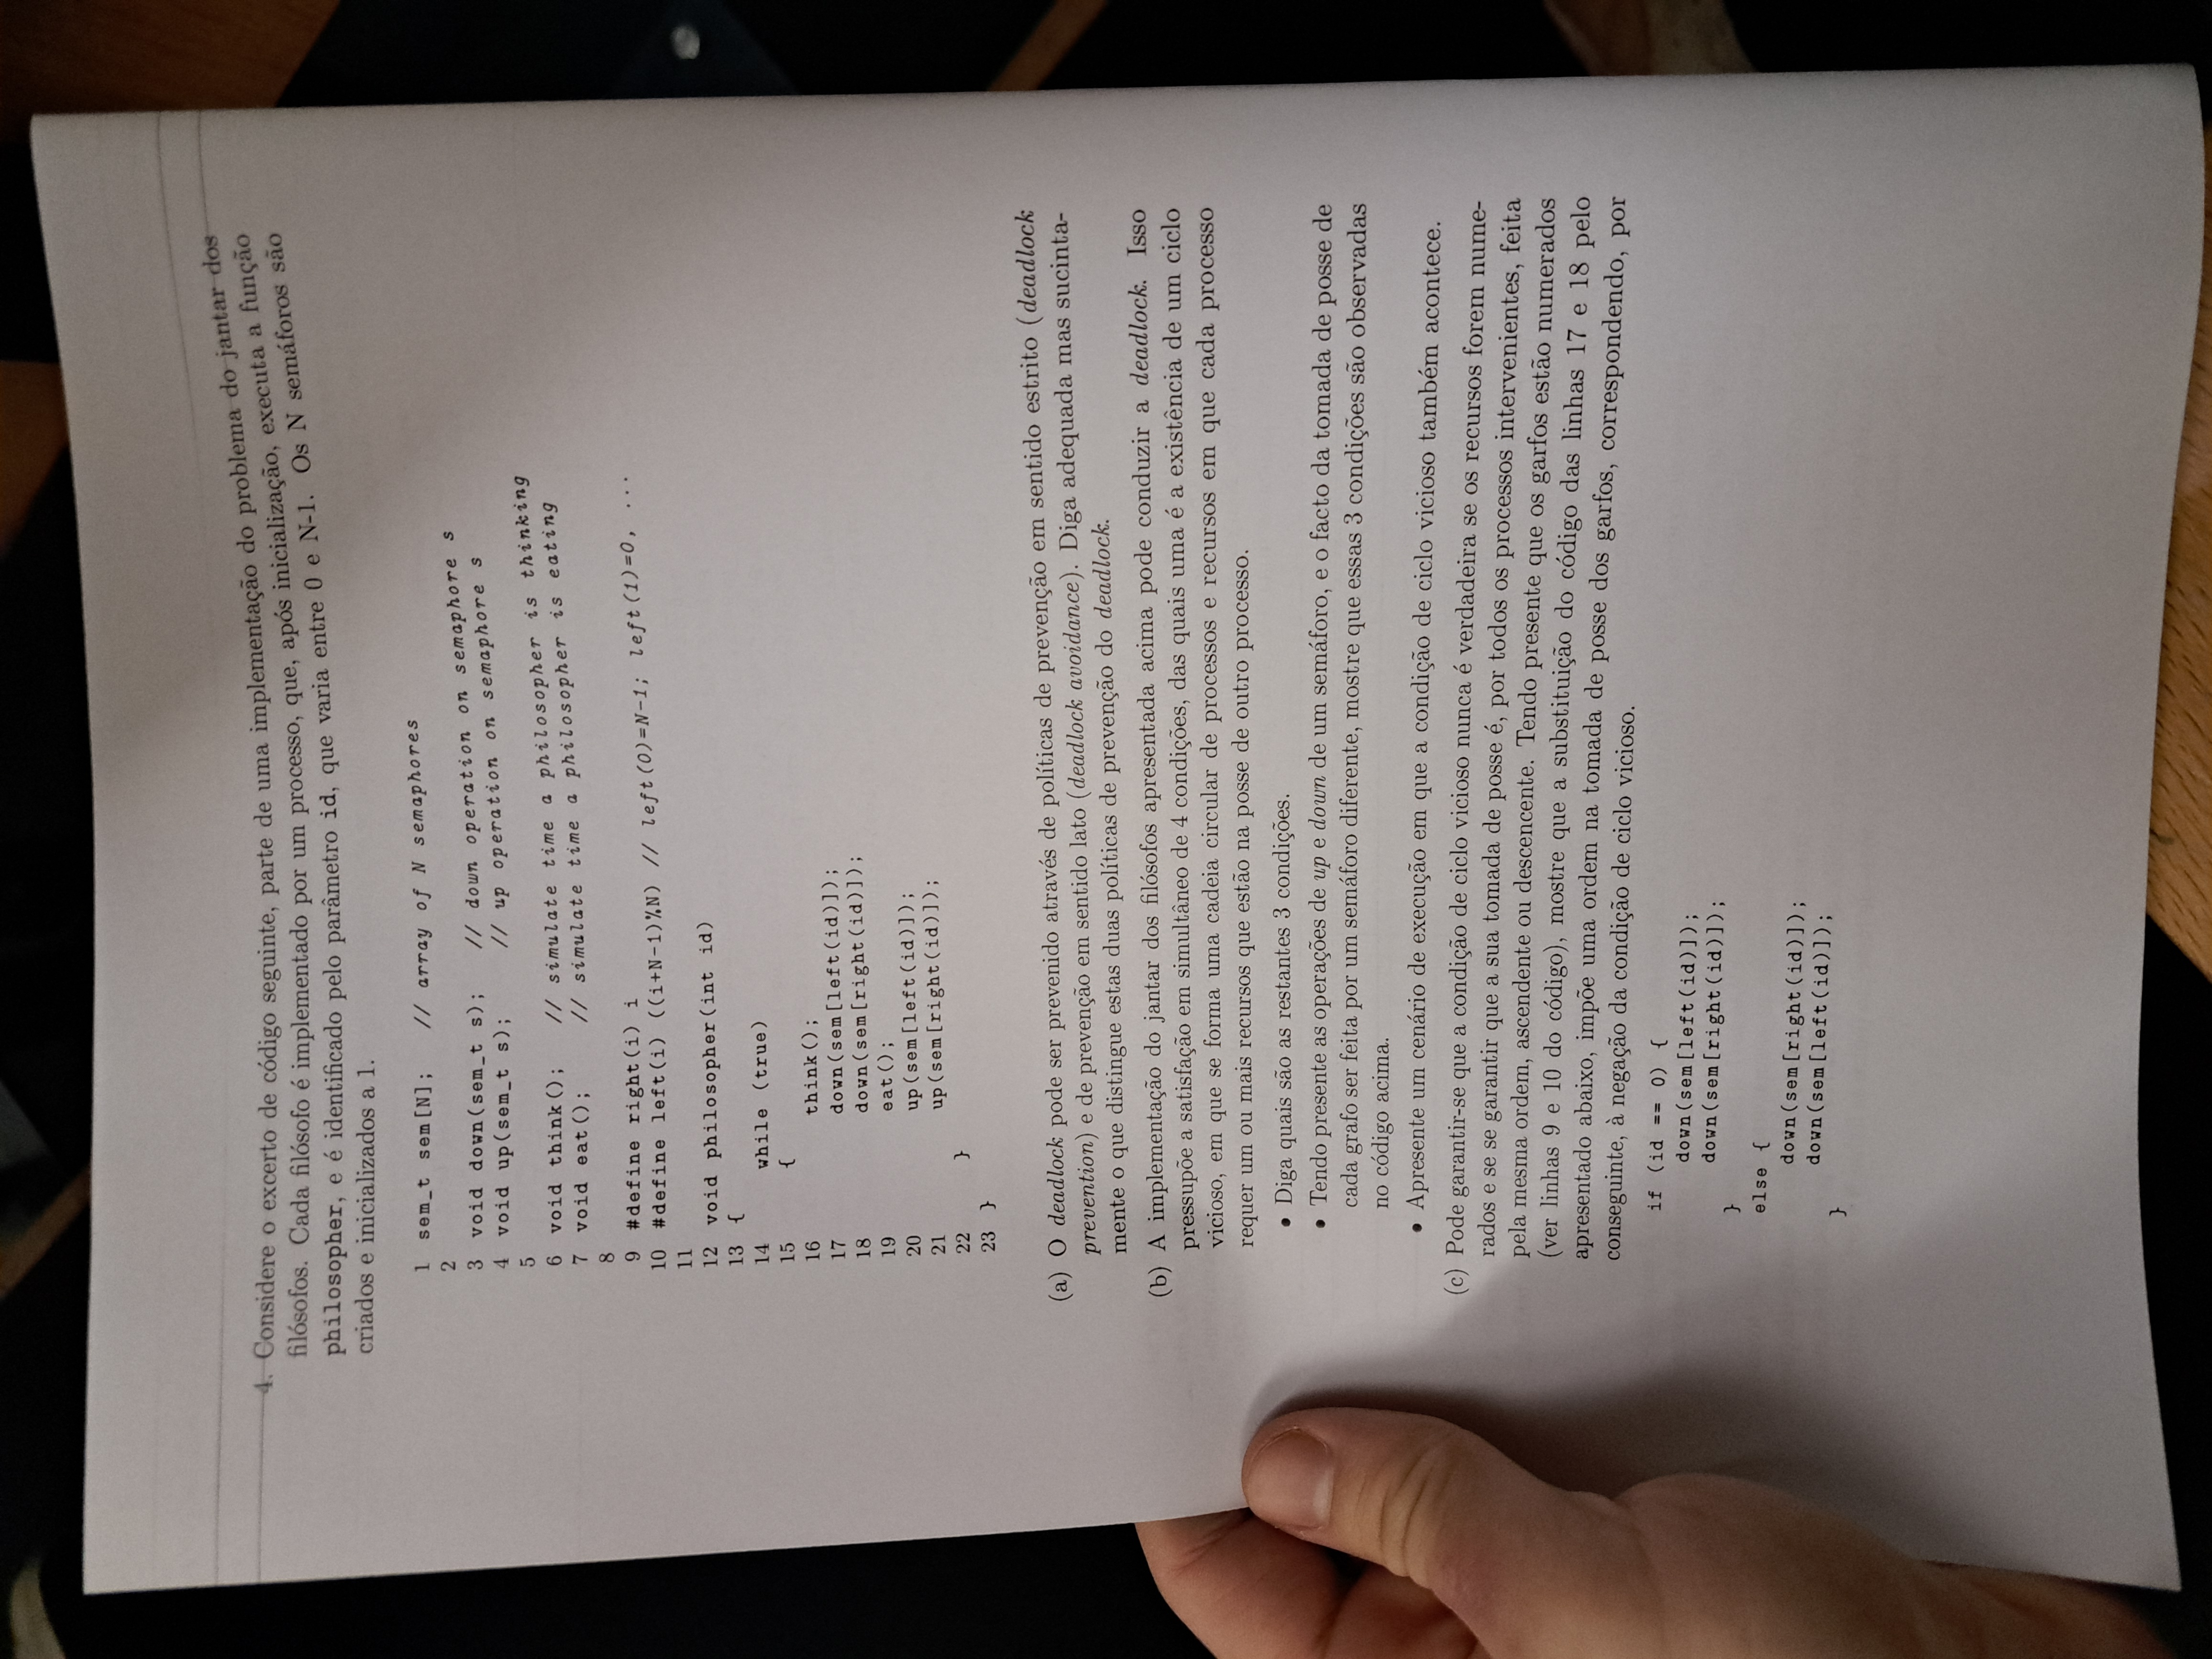 4. Considere o excerto de código seguinte, parte de uma implementação do problema do jantar dos
filósofos. Cada filósofo é implementado por um processo, que, após inicialização, executa a função
philosopher, e é identificado pelo parâmetro id, que varia entre 0 e N-1. Os N semáforos são
criados e inicializados a 1.
1 sem_t sem[N]; // array of N semaphores
2
3 void down(sem_t s); // down operation on semaphore s
4 void up(sem_t s); // up operation on semaphore s
5
6 void think(); // simulate time a philosopher is thinking
7 void eat(); // simulate time a philosopher is eating
8
9 #define right(i) i
10 #define left(i) ((i+N-1)%N) // left(0)=N-1; left(1)=0, ...
11
12 void philosopher(int id)
13 {
14 while (true)
15 {
16 think();
17 down(sem[left(id)]);
18 down(sem[right(id)]);
19 eat();
20 up(sem[left(id)]);
21 up(sem[right(id)]);
22 }
23 }
(a) O deadlock pode ser prevenido através de políticas de prevenção em sentido estrito (deadlock
prevention) e de prevenção em sentido lato (deadlock avoidance). Diga adequada mas sucinta-
mente o que distingue estas duas políticas de prevenção do deadlock.
(b) A implementação do jantar dos filósofos apresentada acima pode conduzir a deadlock. Isso
pressupõe a satisfação em simultâneo de 4 condições, das quais uma é a existência de um ciclo
vicioso, em que se forma uma cadeia circular de processos e recursos em que cada processo
requer um ou mais recursos que estão na posse de outro processo.
• Diga quais são as restantes 3 condições.
• Tendo presente as operações de up e down de um semáforo, e o facto da tomada de posse de
cada grafo ser feita por um semáforo diferente, mostre que essas 3 condições são observadas
no código acima.
• Apresente um cenário de execução em que a condição de ciclo vicioso também acontece.
(c) Pode garantir-se que a condição de ciclo vicioso nunca é verdadeira se os recursos forem nume-
rados e se se garantir que a sua tomada de posse é, por todos os processos intervenientes, feita
pela mesma ordem, ascendente ou descencente. Tendo presente que os garfos estão numerados
(ver linhas 9 e 10 do código), mostre que a substituição do código das linhas 17 e 18 pelo
apresentado abaixo, impõe uma ordem na tomada de posse dos garfos, correspondendo, por
conseguinte, à negação da condição de ciclo vicioso.
if (id == 0) {
down(sem[left(id)]);
down(sem[right(id)]);
}
else {
down(sem[right(id)]);
down(sem[left(id)]);
}